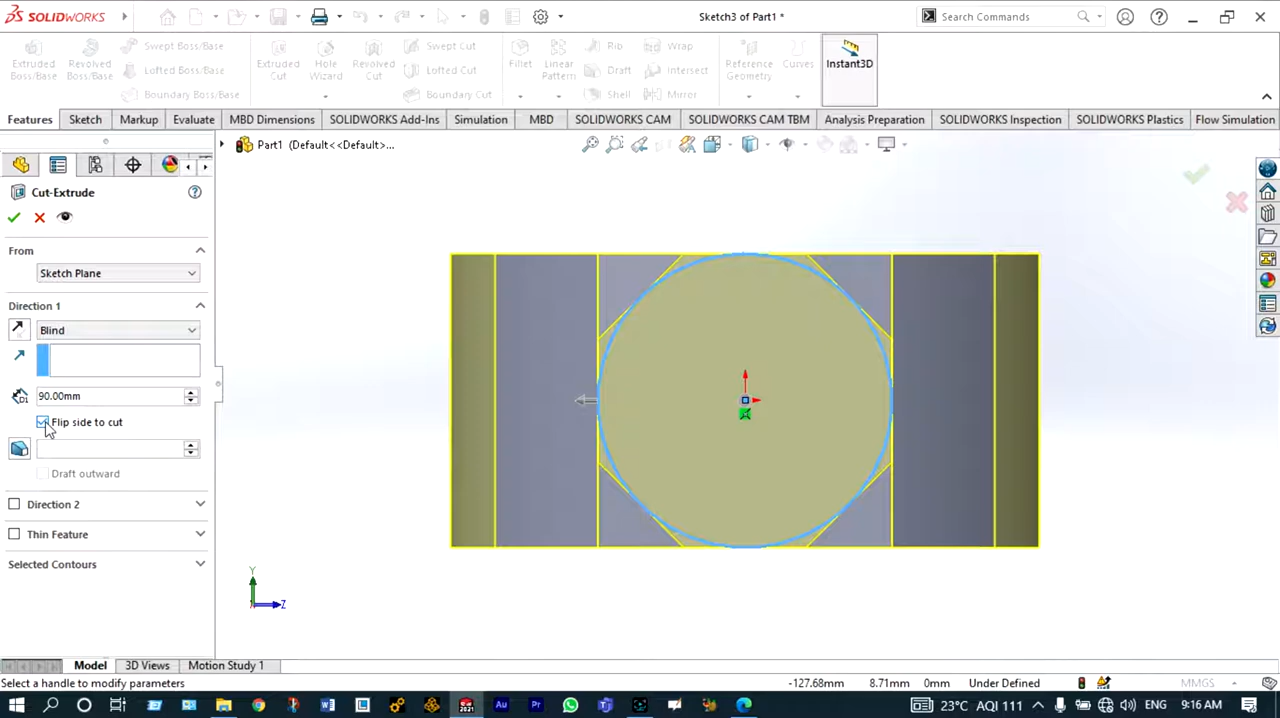 SOLIDWORKS
Sketch3 of Part1 *
Search Commands
Extruded Boss/Base
Revolved Boss/Base
Swept Boss/Base
Lofted Boss/Base
Boundary Boss/Base
Extruded Cut
Hole Wizard
Revolved Cut
Swept Cut
Lofted Cut
Boundary Cut
Fillet
Linear Pattern
Rib
Draft
Shell
Wrap
Intersect
Mirror
Reference Geometry
Curves
Instant3D
Features Sketch Markup Evaluate MBD Dimensions SOLIDWORKS Add-Ins Simulation MBD SOLIDWORKS CAM SOLIDWORKS CAM TBM Analysis Preparation SOLIDWORKS Inspection SOLIDWORKS Plastics Flow Simulation
Part1 (Default<<Default>...
Cut-Extrude
From
Sketch Plane
Direction 1
Blind
D1
90.00mm
Flip side to cut
Draft outward
Direction 2
Thin Feature
Selected Contours
Y
Z
Model 3D Views Motion Study 1
Select a handle to modify parameters
-127.68mm 8.71mm 0mm Under Defined
MMGS
2021
Au
Pr
23°C AQI 111
ENG
9:16 AM